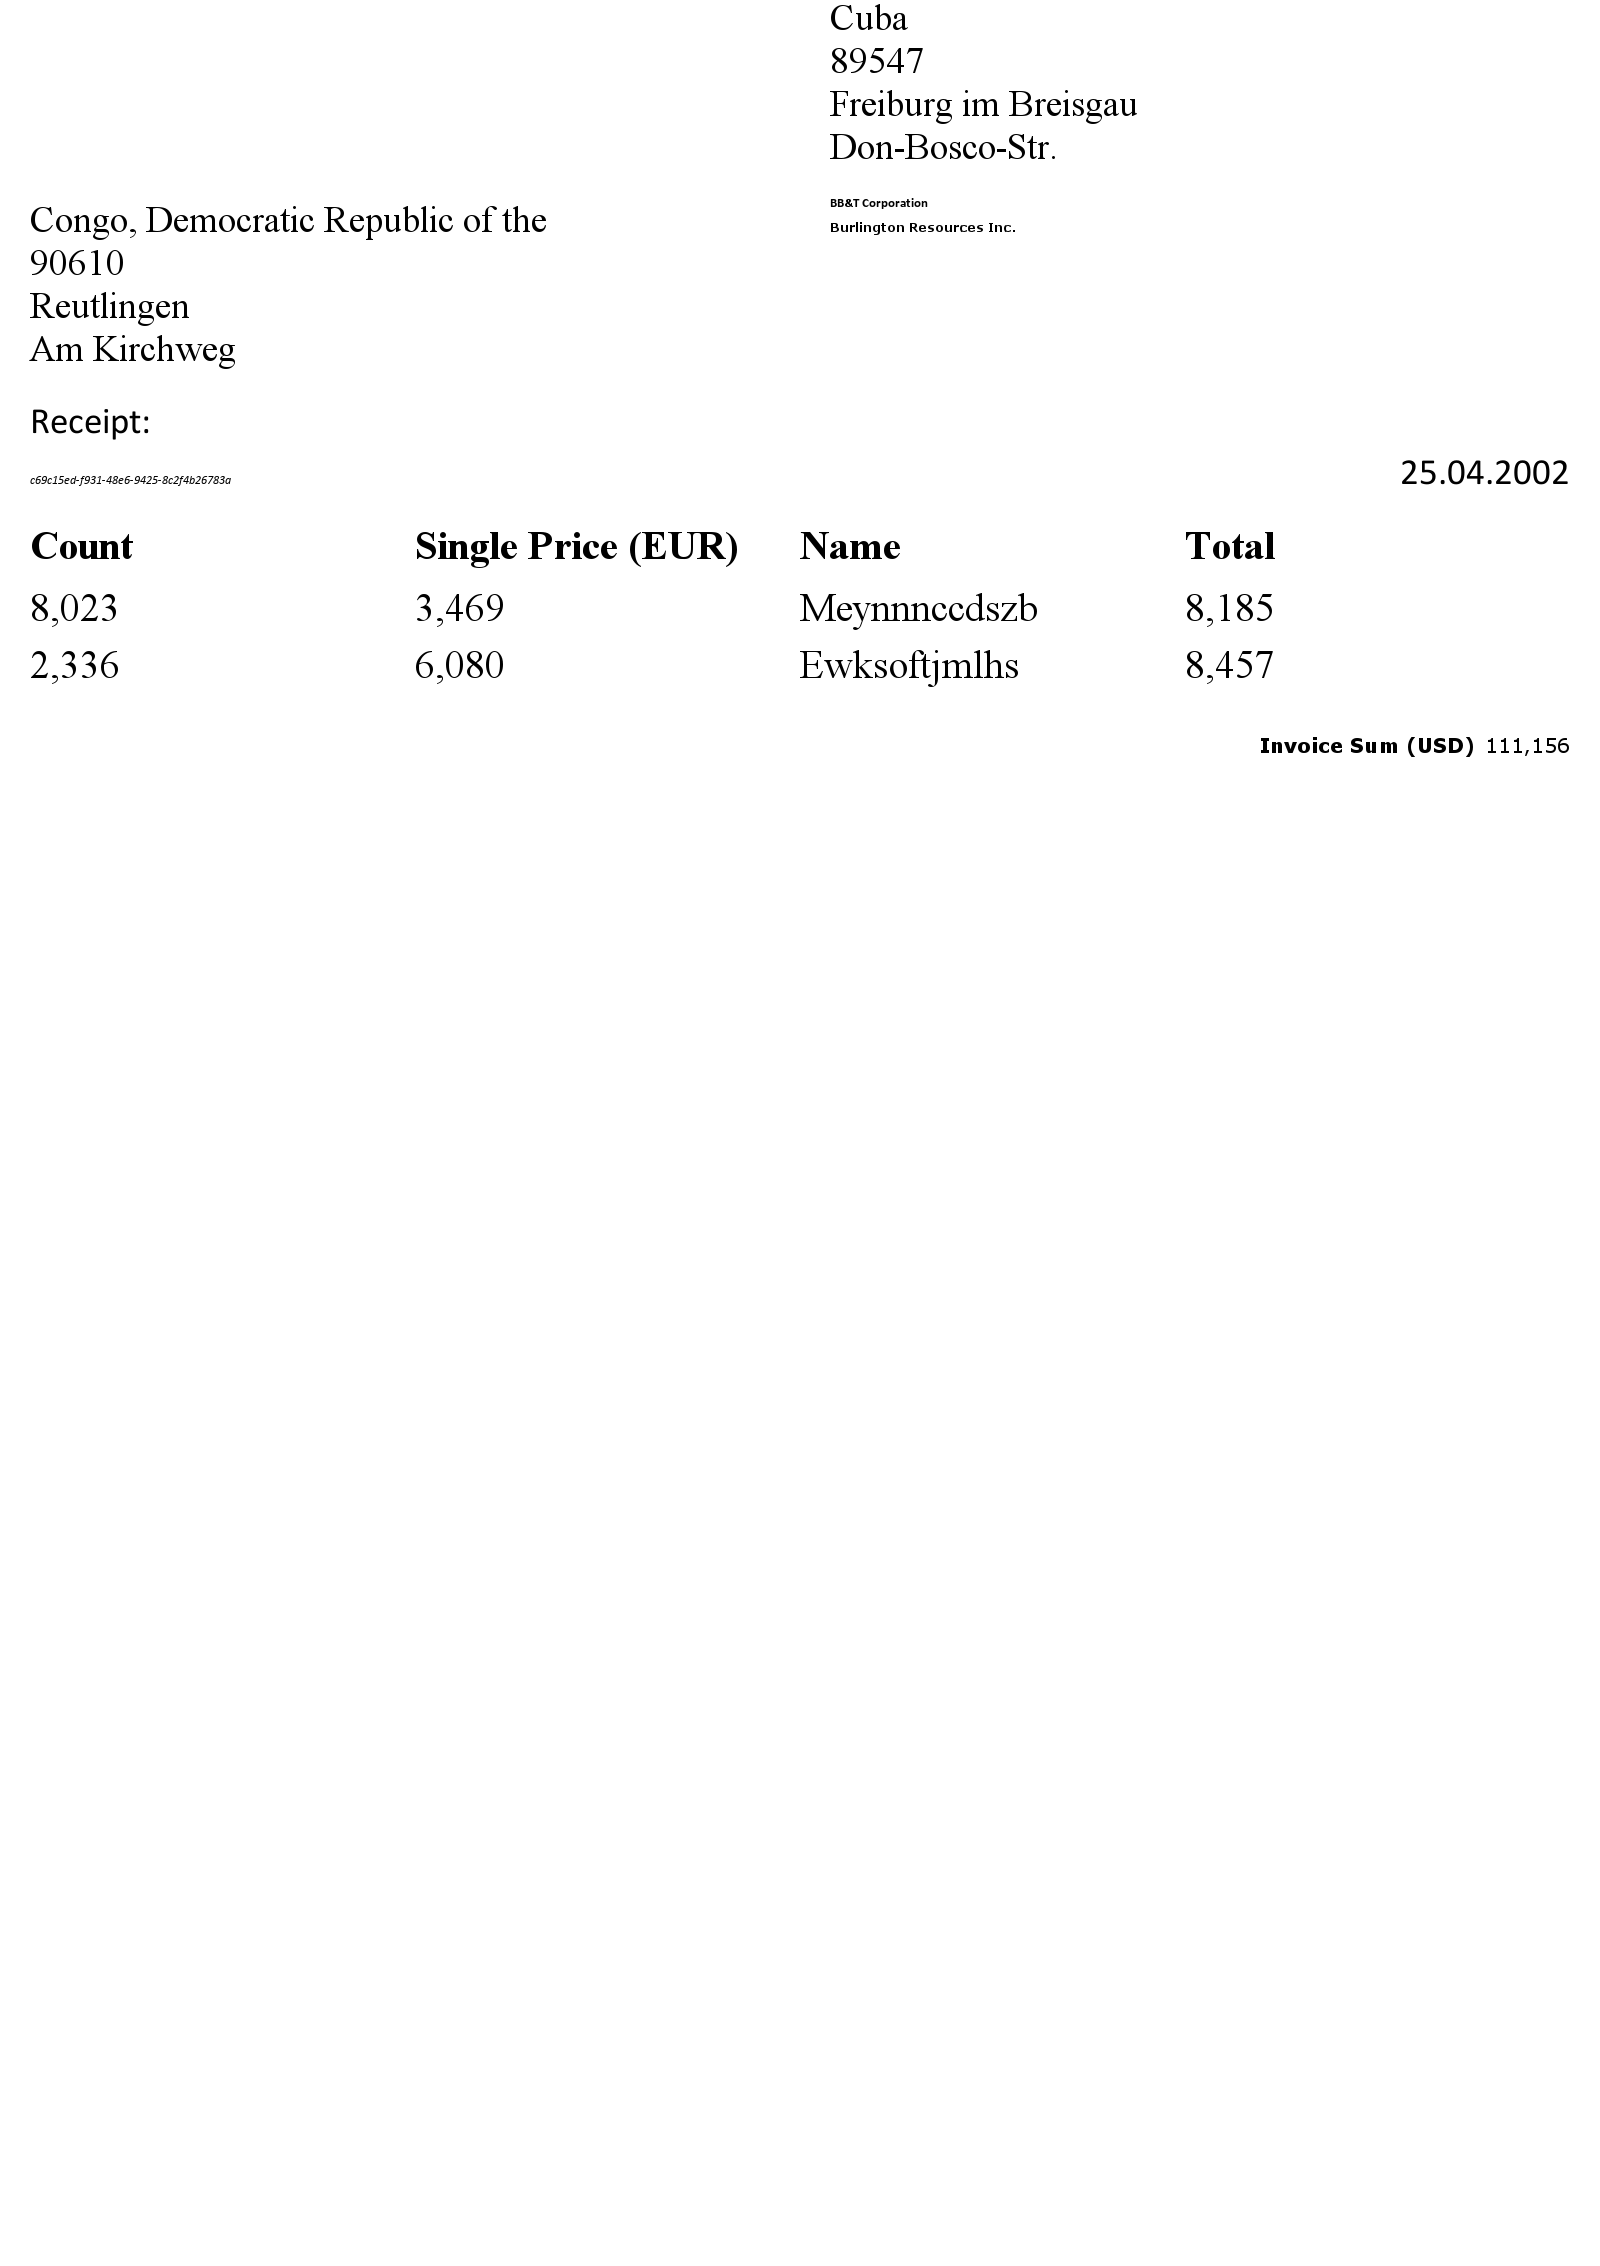 Cuba
89547
Freiburg im Breisgau
Don-Bosco-Str.
BB&T Corporation
Burlington Resources Inc.
Congo, Democratic Republic of the
90610
Reutlingen
Am Kirchweg
Receipt:
c69c15ed-f931-48e6-9425-8c2f4b26783a
25.04.2002
Count Single Price (EUR) Name Total
8,023 3,469 Meynnnccdszb 8,185
2,336 6,080 Ewksoftjmlhs 8,457
Invoice Sum (USD) 111,156